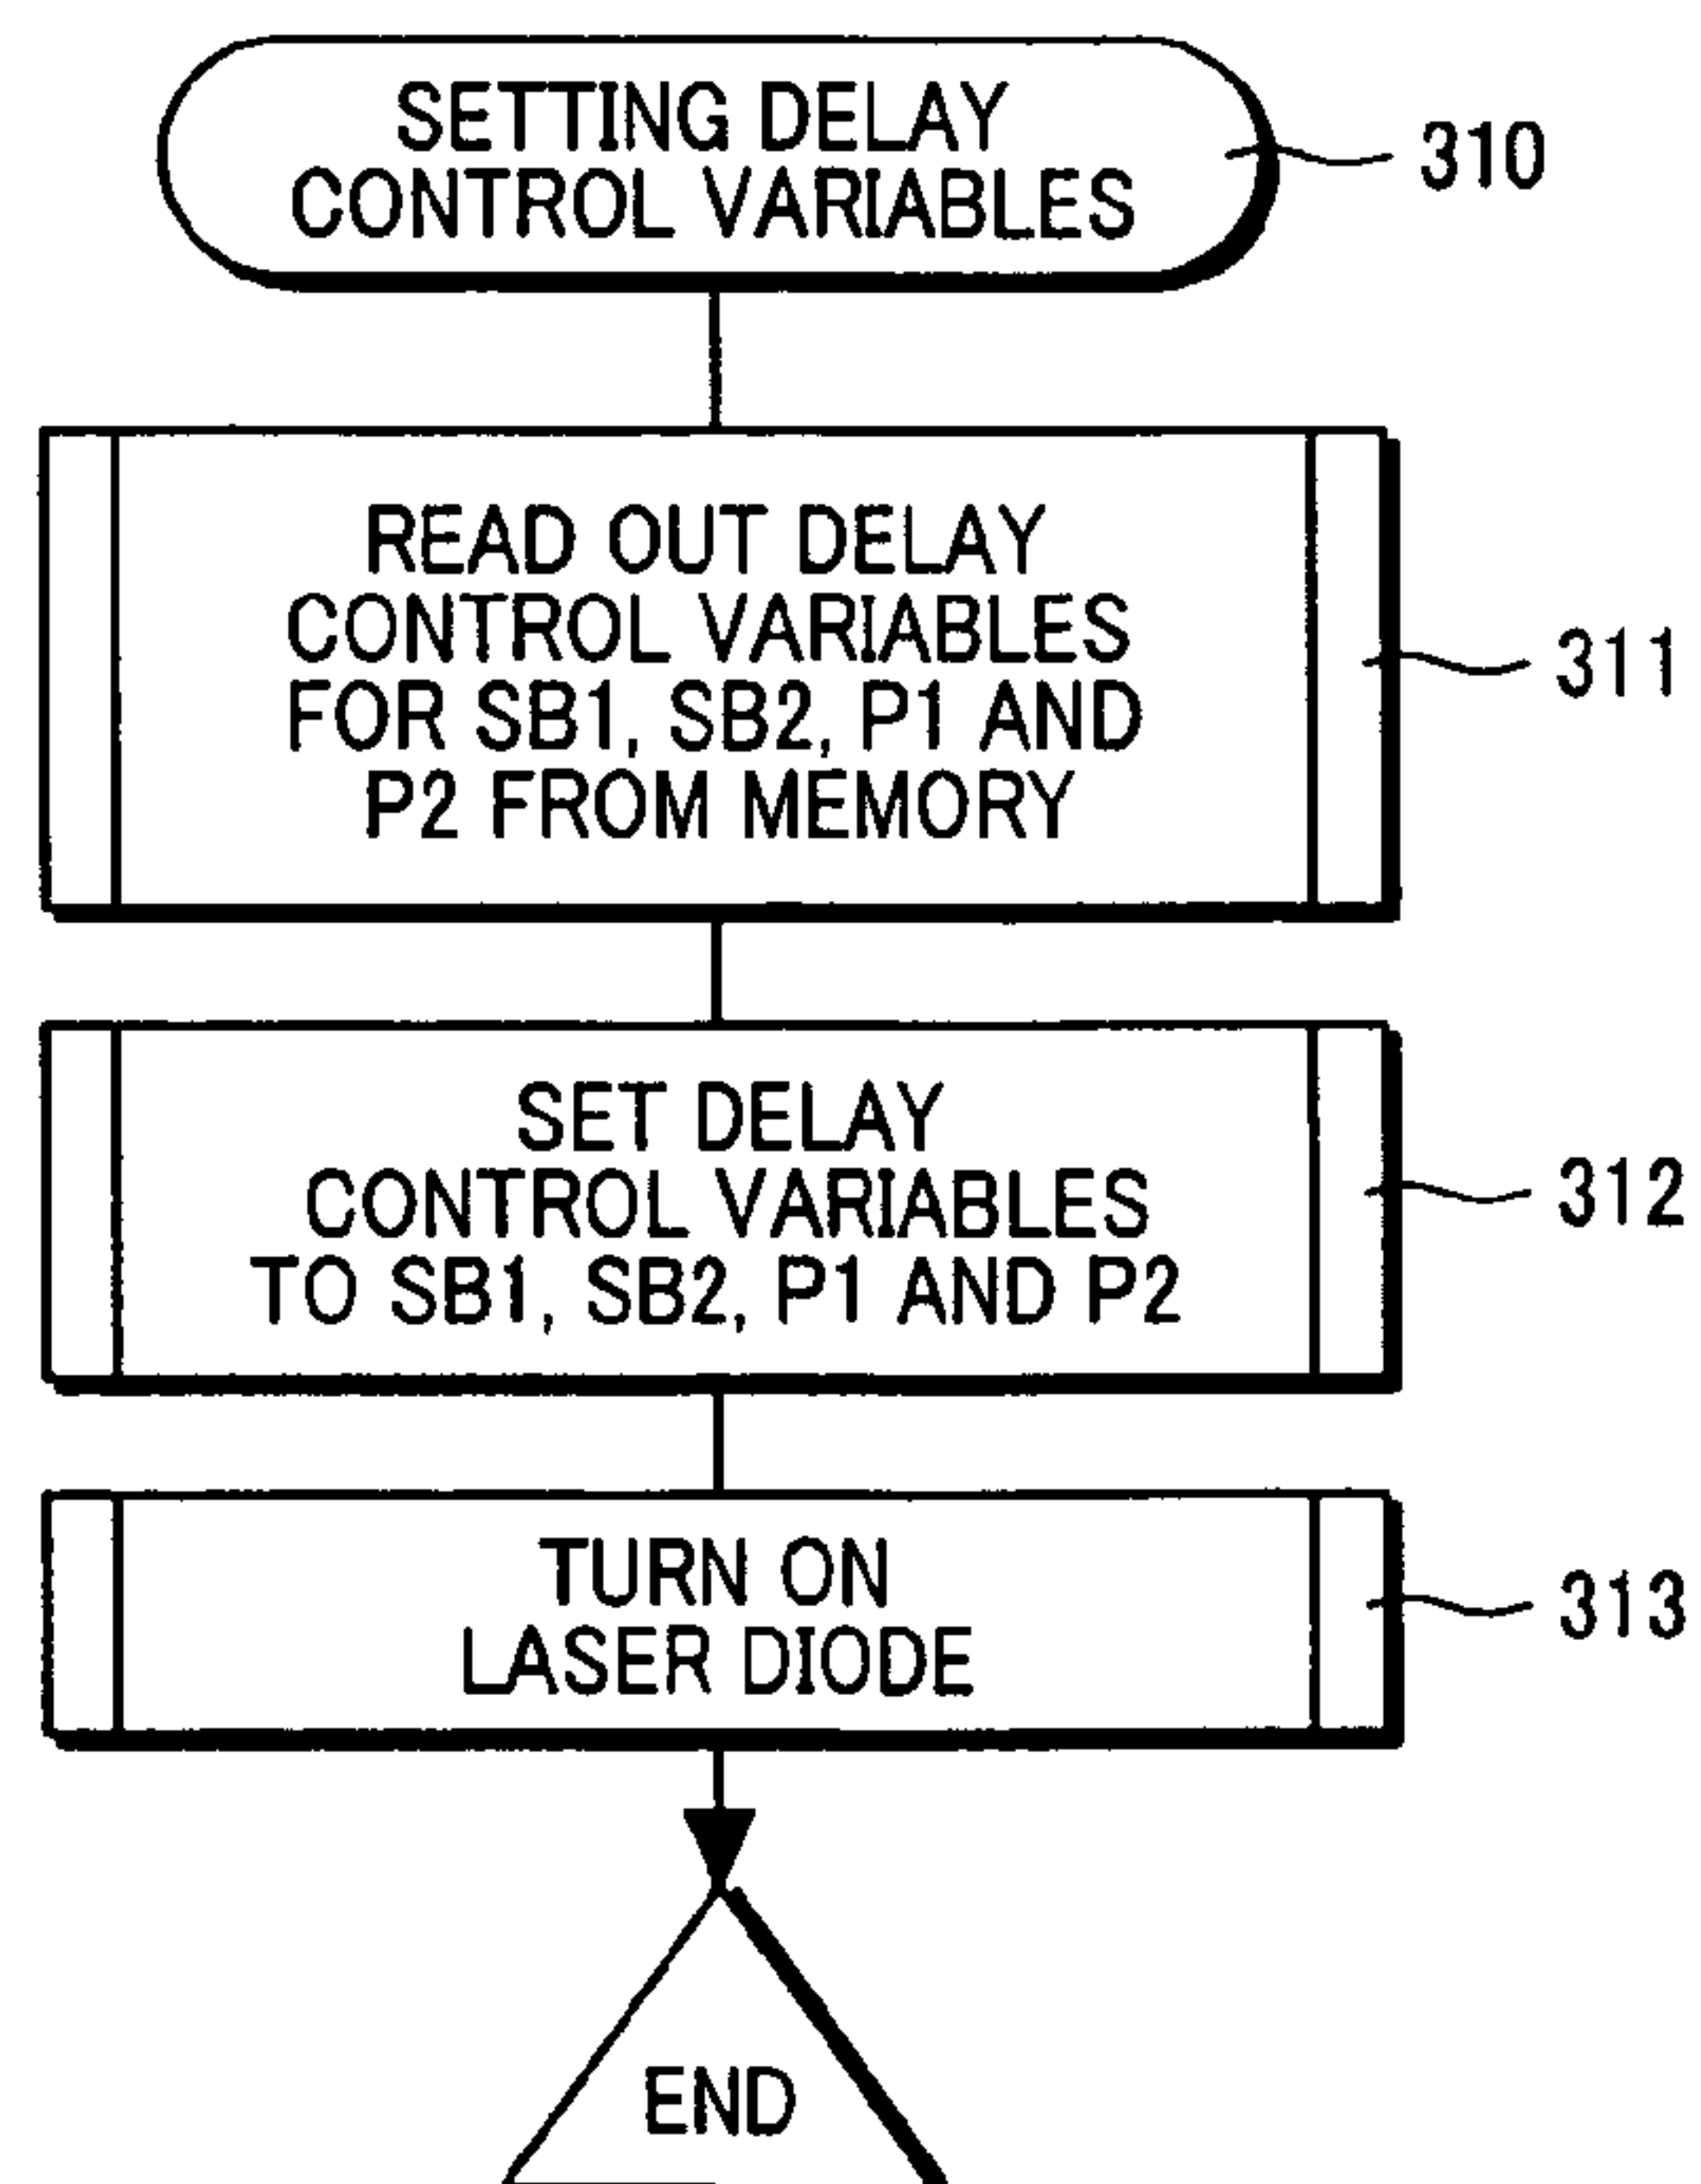 SETTING DELAY
CONTROL VARIABLES
310
READ OUT DELAY
CONTROL VARIABLES
FOR SB1, SB2, P1 AND
P2 FROM MEMORY
311
SET DELAY
CONTROL VARIABLES
TO SB1, SB2, P1 AND P2
312
TURN ON
LASER DIODE
313
END